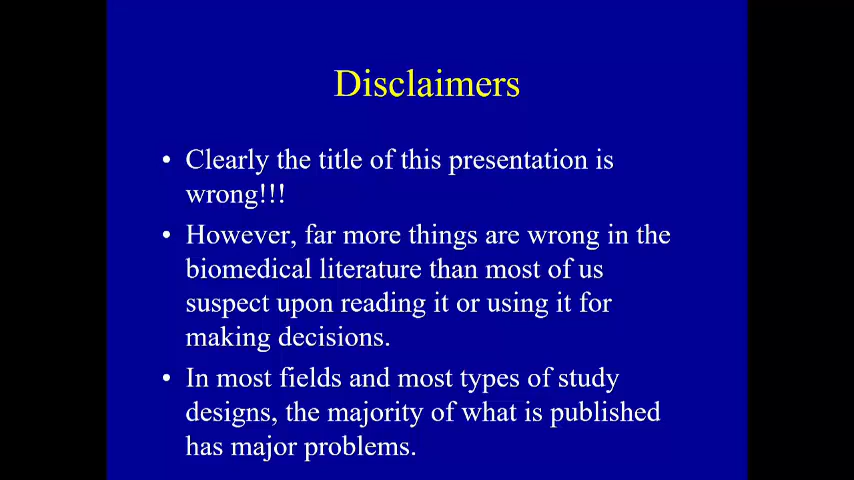 Disclaimers
• Clearly the title of this presentation is
wrong!!!
• However, far more things are wrong in the
biomedical literature than most of us
suspect upon reading it or using it for
making decisions.
• In most fields and most types of study
designs, the majority of what is published
has major problems.